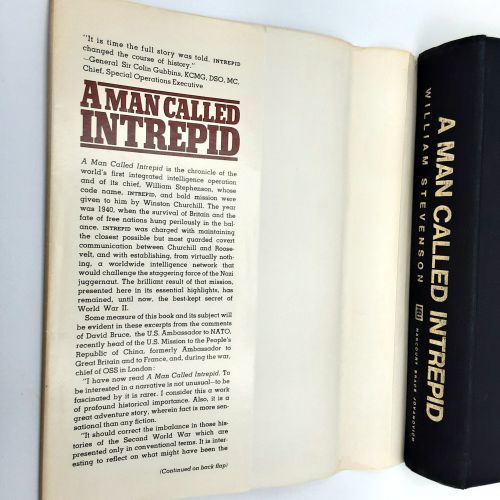 "It is time the full story was told. INTREPID
changed the course of history."
—General Sir Colin Gubbins, KCMG, DSO, MC.
Chief, Special Operations Executive
A MAN CALLED
INTREPID
A Man Called Intrepid is the chronicle of the
world's first integrated intelligence operation
and of its chief, William Stephenson, whose
code name, INTREPID, and bold mission were
given to him by Winston Churchill. The year
was 1940, when the survival of Britain and the
fate of free nations hung perilously in the bal-
ance. INTREPID was charged with maintaining
the closest possible but most guarded covert
communication between Churchill and Roose-
velt, and with establishing, from virtually noth-
ing, a worldwide intelligence network that
would challenge the staggering force of the Nazi
juggernaut. The brilliant result of that mission,
presented here in its essential highlights, has
remained, until now, the best-kept secret of
World War II.
Some measure of this book and its subject will
be evident in these excerpts from the comments
of David Bruce, the U.S. Ambassador to NATO,
recently head of the U.S. Mission to the People's
Republic of China, formerly Ambassador to
Great Britain and to France, and, during the war,
chief of OSS in London:
"I have now read A Man Called Intrepid. To
be interested in a narrative is not unusual—to be
fascinated by it is rarer. I consider this a work
of profound historical importance. Also, it is a
great adventure story, wherein fact is more sen-
sational than any fiction.
"It should correct the imbalance in those his-
tories of the Second World War which are
presented only in conventional terms. It is inter-
esting to reflect on what might have been the
(Continued on back flap)
A MAN CALLED INTREPID
WILLIAM STEVENSON
HBJ
HARCOURT BRACE JOVANOVICH